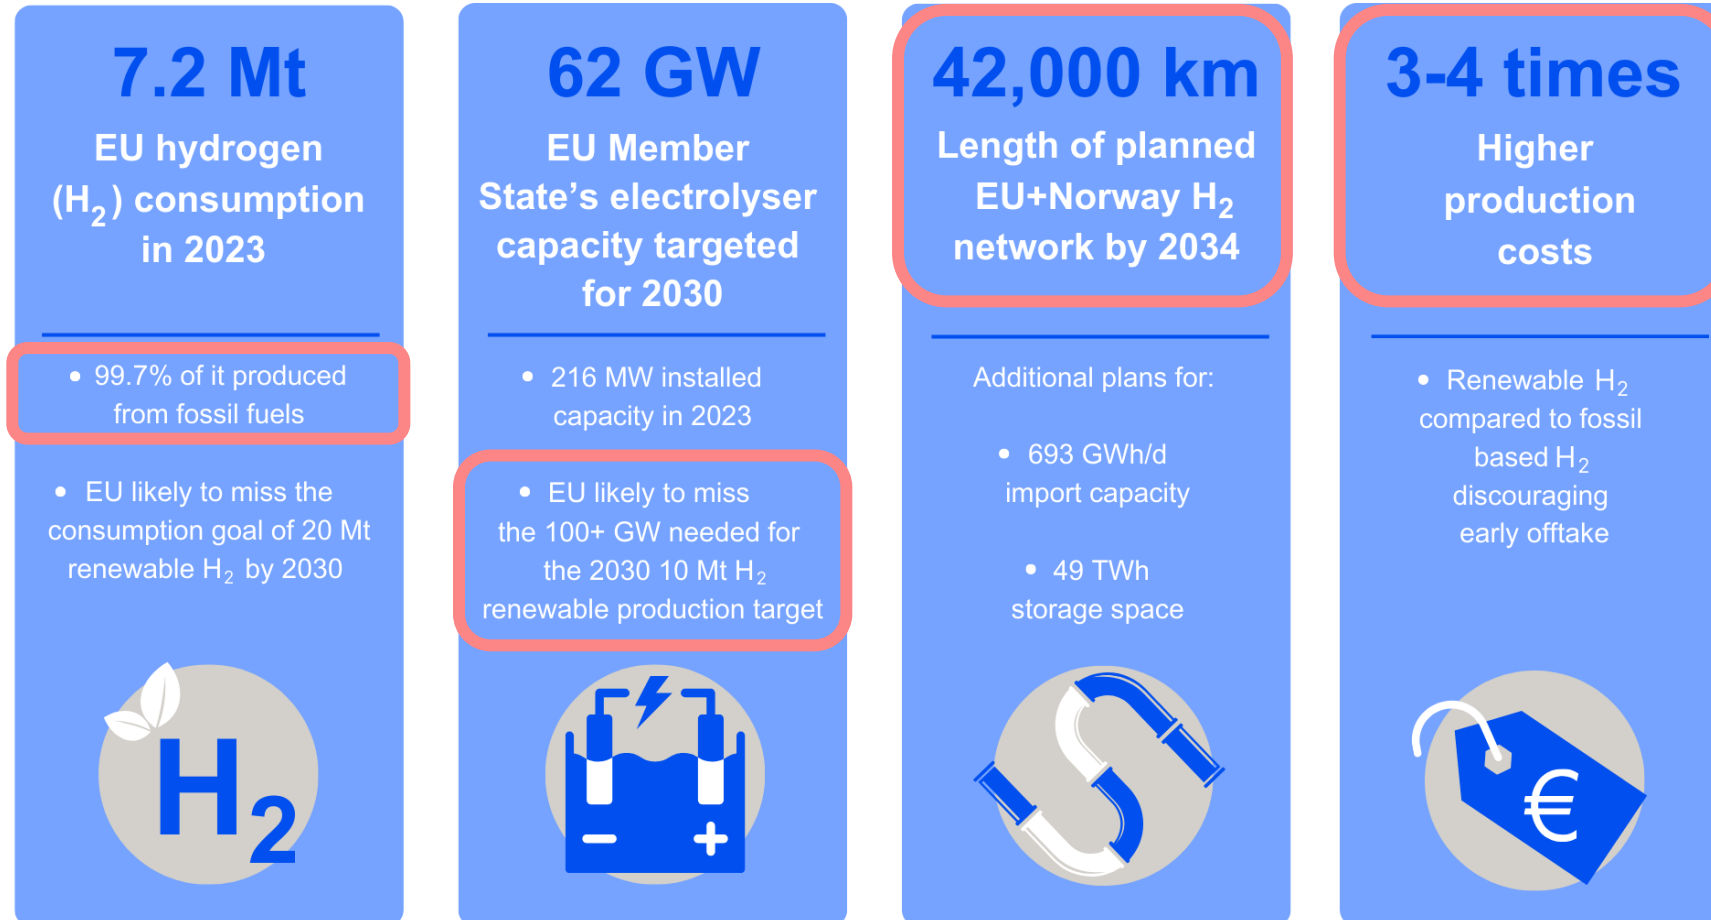 7.2 Mt
EU hydrogen
(H₂) consumption
in 2023
• 99.7% of it produced
from fossil fuels
• EU likely to miss the
consumption goal of 20 Mt
renewable H₂ by 2030
H₂
62 GW
EU Member
State’s electrolyser
capacity targeted
for 2030
• 216 MW installed
capacity in 2023
• EU likely to miss
the 100+ GW needed for
the 2030 10 Mt H₂
renewable production target
− +
42,000 km
Length of planned
EU+Norway H₂
network by 2034
Additional plans for:
• 693 GWh/d
import capacity
• 49 TWh
storage space
3-4 times
Higher
production
costs
• Renewable H₂
compared to fossil
based H₂
discouraging
early offtake
€